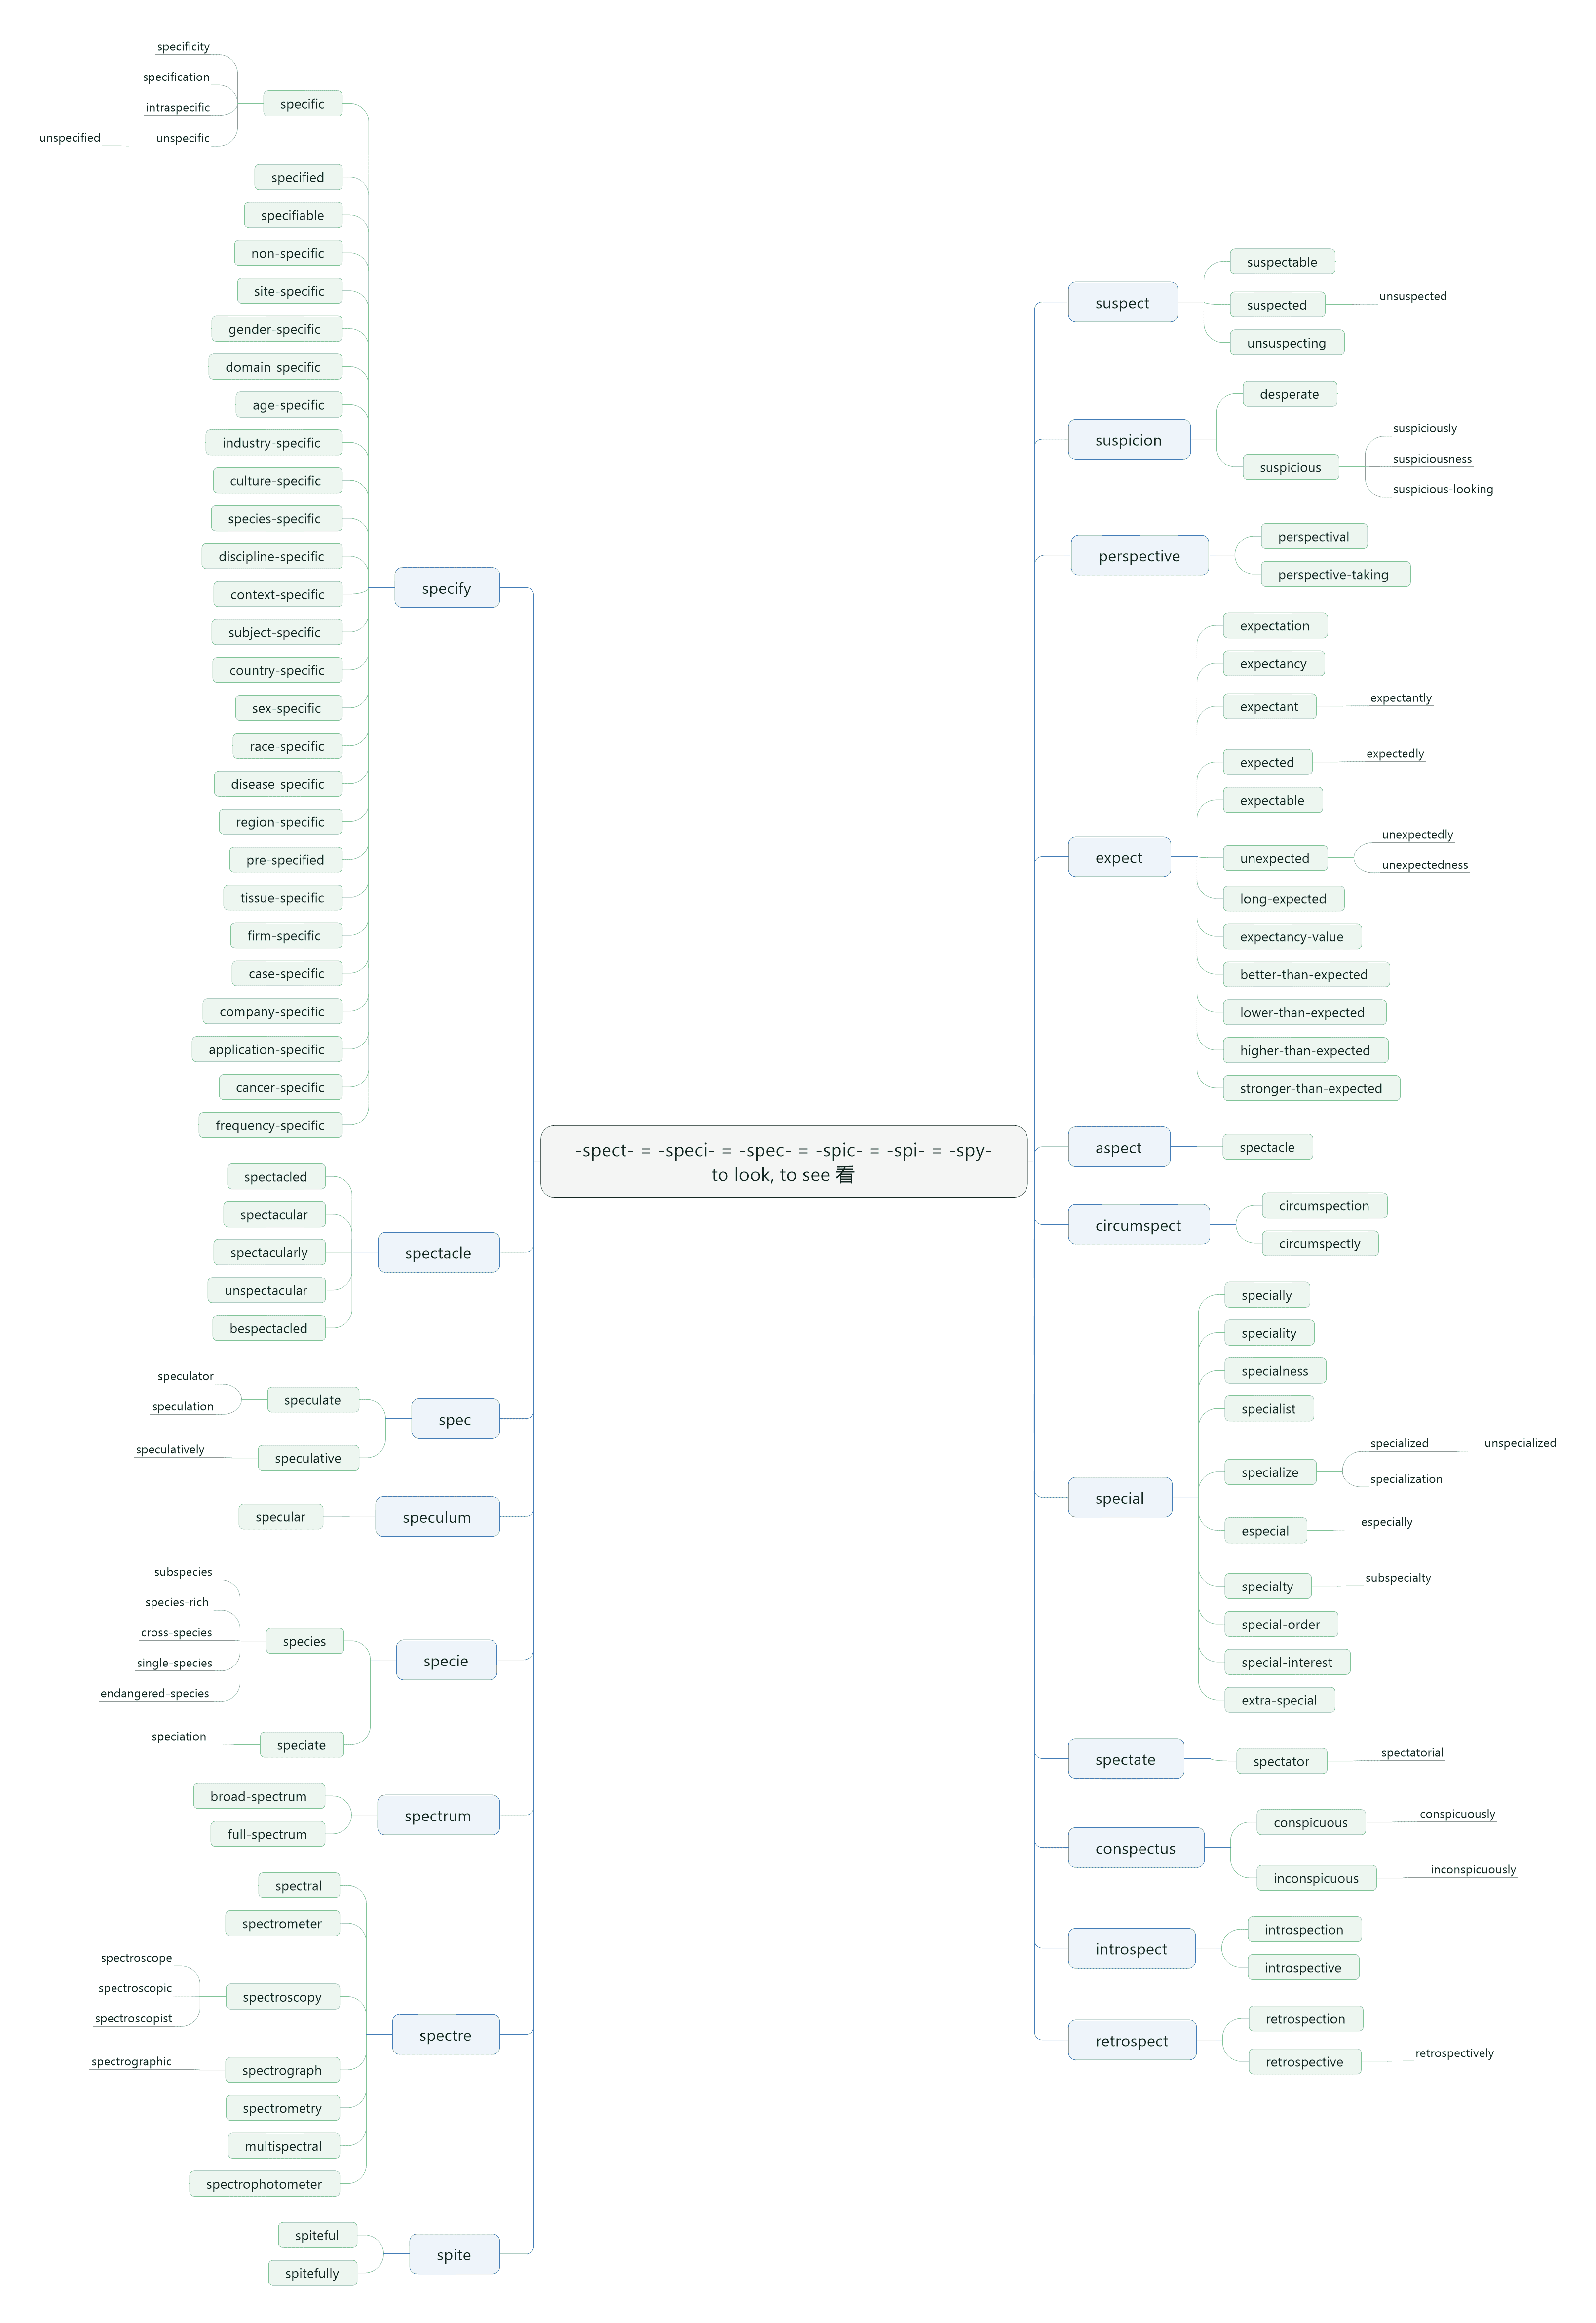 -spect- = -speci- = -spec- = -spic- = -spi- = -spy-
to look, to see 看
suspect
suspectable
suspected
unsuspected
unsuspecting
suspicion
desperate
suspicious
suspiciously
suspiciousness
suspicious-looking
perspective
perspectival
perspective-taking
expect
expectation
expectancy
expectant
expectantly
expected
expectedly
expectable
unexpected
unexpectedly
unexpectedness
long-expected
expectancy-value
better-than-expected
lower-than-expected
higher-than-expected
stronger-than-expected
aspect
spectacle
circumspect
circumspection
circumspectly
special
specially
speciality
specialness
specialist
specialize
specialized
unspecialized
specialization
especial
especially
specialty
subspecialty
special-order
special-interest
extra-special
spectate
spectator
spectatorial
conspectus
conspicuous
conspicuously
inconspicuous
inconspicuously
introspect
introspection
introspective
retrospect
retrospection
retrospective
retrospectively
specify
specific
specificity
specification
intraspecific
unspecific
unspecified
specified
specifiable
non-specific
site-specific
gender-specific
domain-specific
age-specific
industry-specific
culture-specific
species-specific
discipline-specific
context-specific
subject-specific
country-specific
sex-specific
race-specific
disease-specific
region-specific
pre-specified
tissue-specific
firm-specific
case-specific
company-specific
application-specific
cancer-specific
frequency-specific
spectacle
spectacled
spectacular
spectacularly
unspectacular
bespectacled
spec
speculate
speculator
speculation
speculative
speculatively
speculum
specular
specie
species
subspecies
species-rich
cross-species
single-species
endangered-species
speciate
speciation
spectrum
broad-spectrum
full-spectrum
spectre
spectral
spectrometer
spectroscopy
spectroscope
spectroscopic
spectroscopist
spectrograph
spectrographic
spectrometry
multispectral
spectrophotometer
spite
spiteful
spitefully